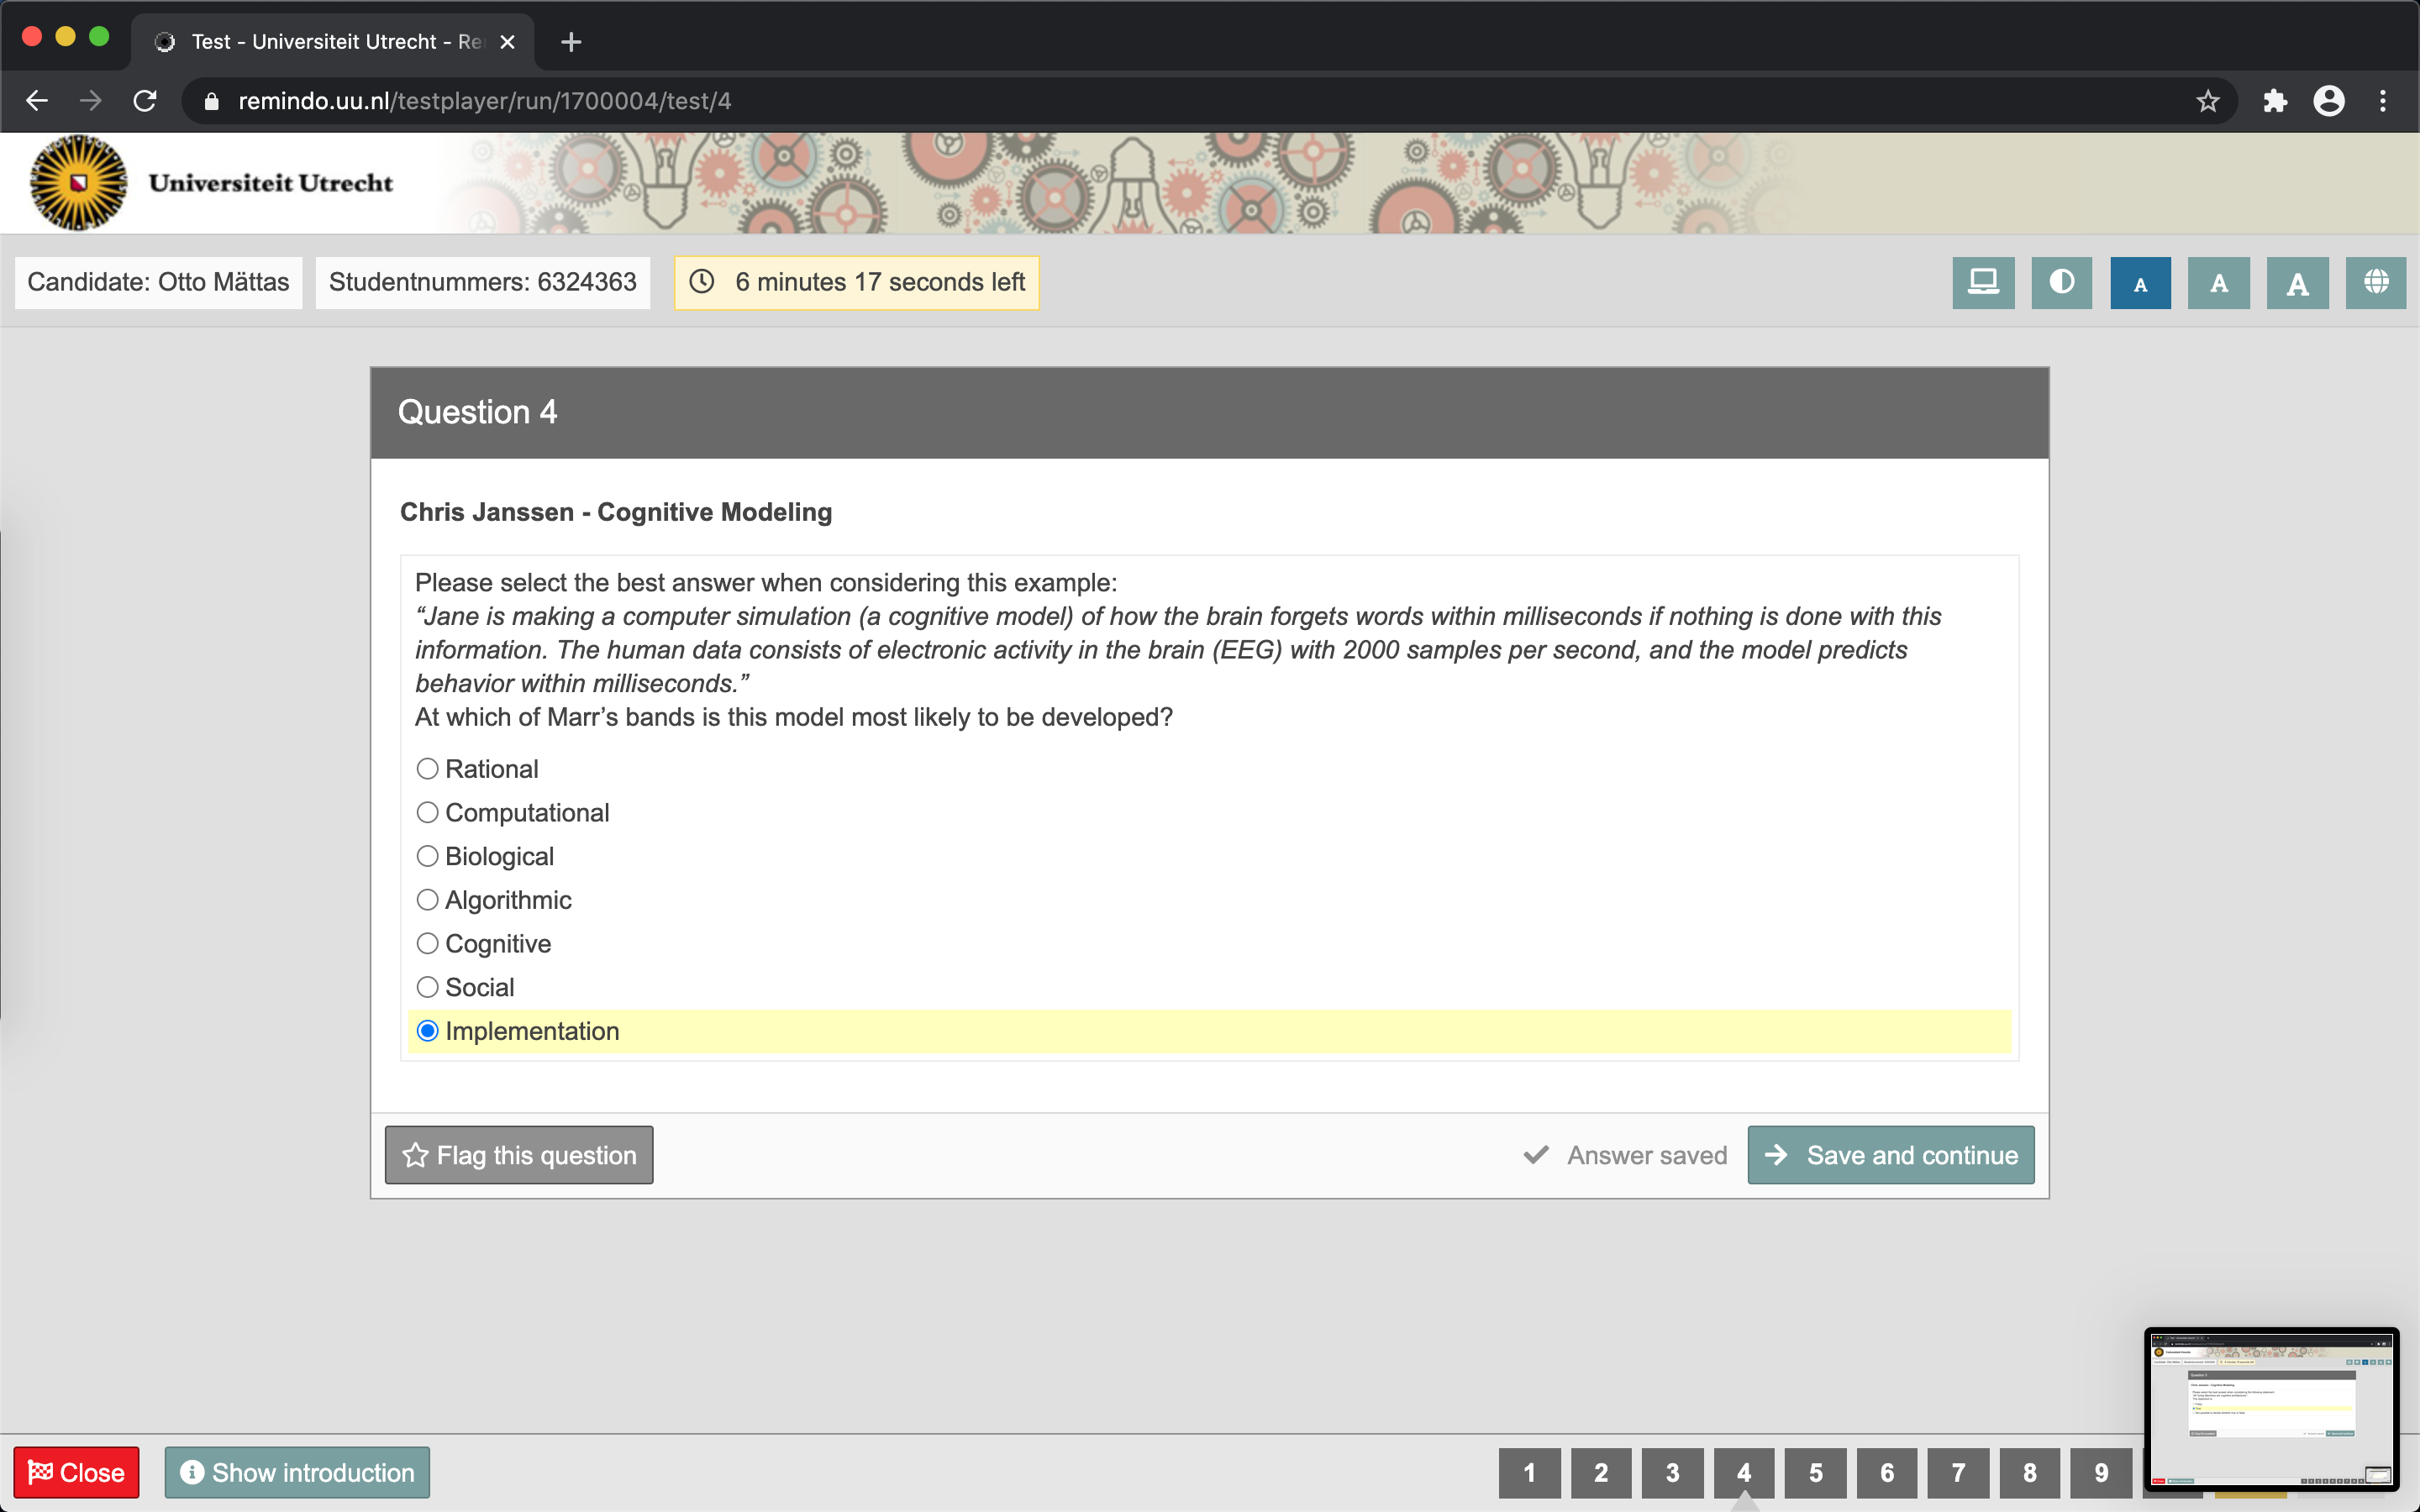 Test - Universiteit Utrecht - Re
remindo.uu.nl/testplayer/run/1700004/test/4
Universiteit Utrecht
Candidate: Otto Mättas
Studentnummers: 6324363
6 minutes 17 seconds left
A
A
A
Question 4
Chris Janssen - Cognitive Modeling
Please select the best answer when considering this example:
“Jane is making a computer simulation (a cognitive model) of how the brain forgets words within milliseconds if nothing is done with this
information. The human data consists of electronic activity in the brain (EEG) with 2000 samples per second, and the model predicts
behavior within milliseconds.”
At which of Marr’s bands is this model most likely to be developed?
Rational
Computational
Biological
Algorithmic
Cognitive
Social
Implementation
Flag this question
Answer saved
Save and continue
Close
Show introduction
1 2 3 4 5 6 7 8 9